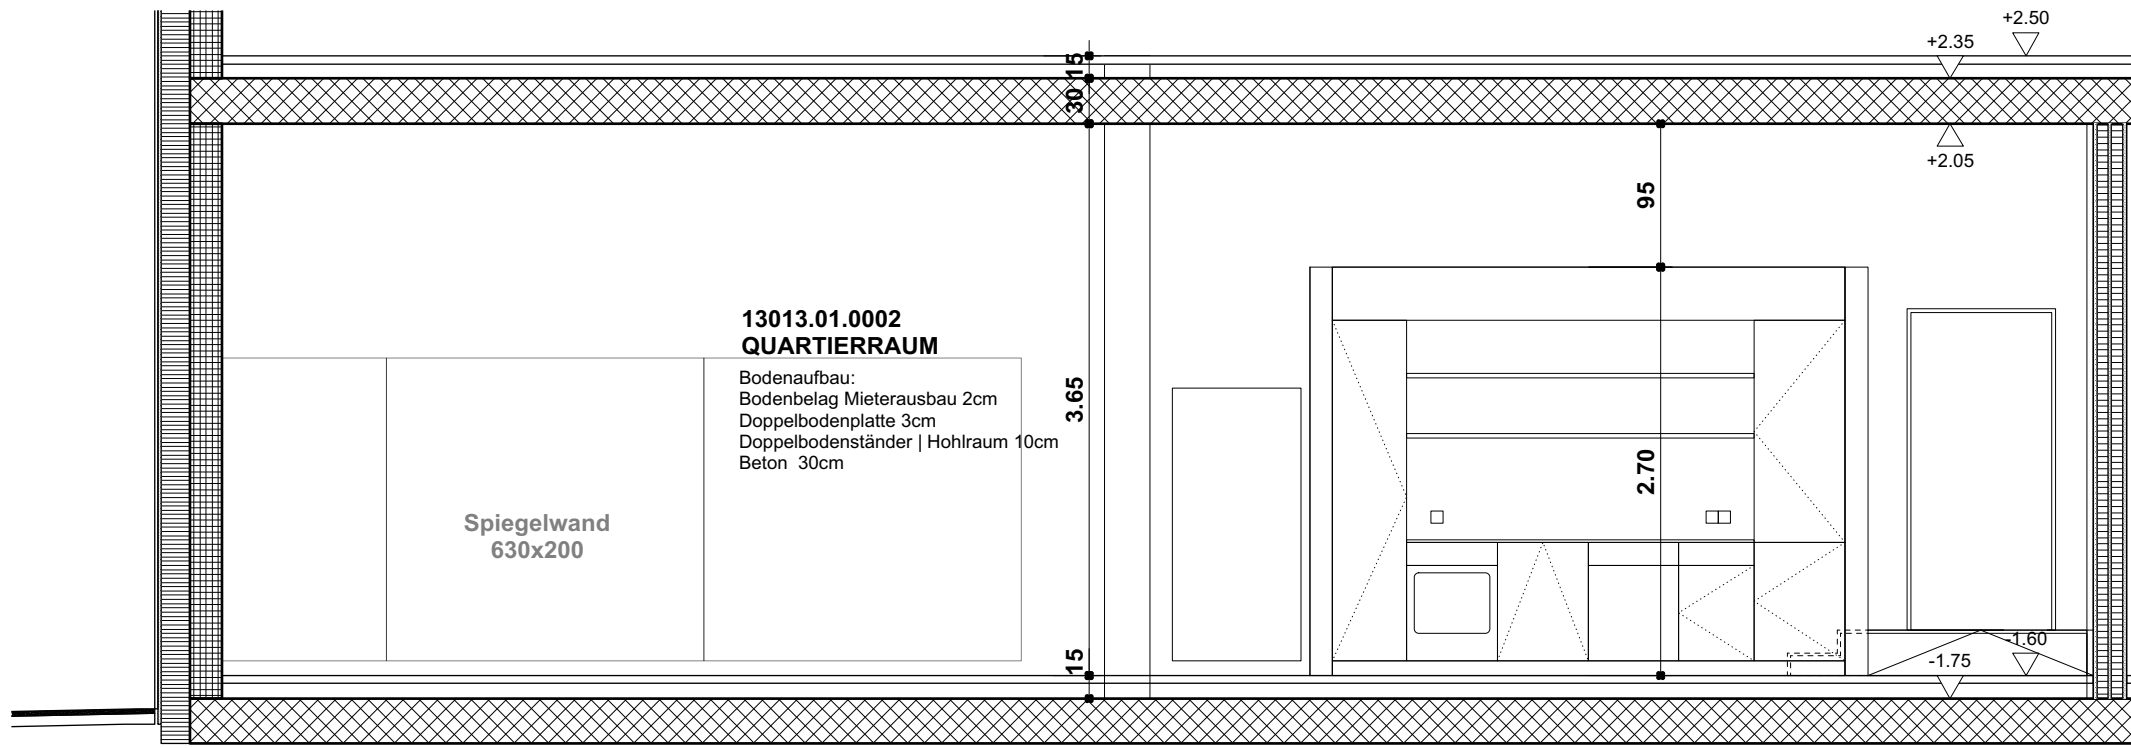 +2.50
+2.35
15
30
+2.05
95
13013.01.0002
QUARTIERRAUM
Bodenaufbau:
Bodenbelag Mieterausbau 2cm
Doppelbodenplatte 3cm
Doppelbodenständer | Hohlraum 10cm
Beton  30cm
3.65
2.70
Spiegelwand
630x200
15
-1.60
-1.75